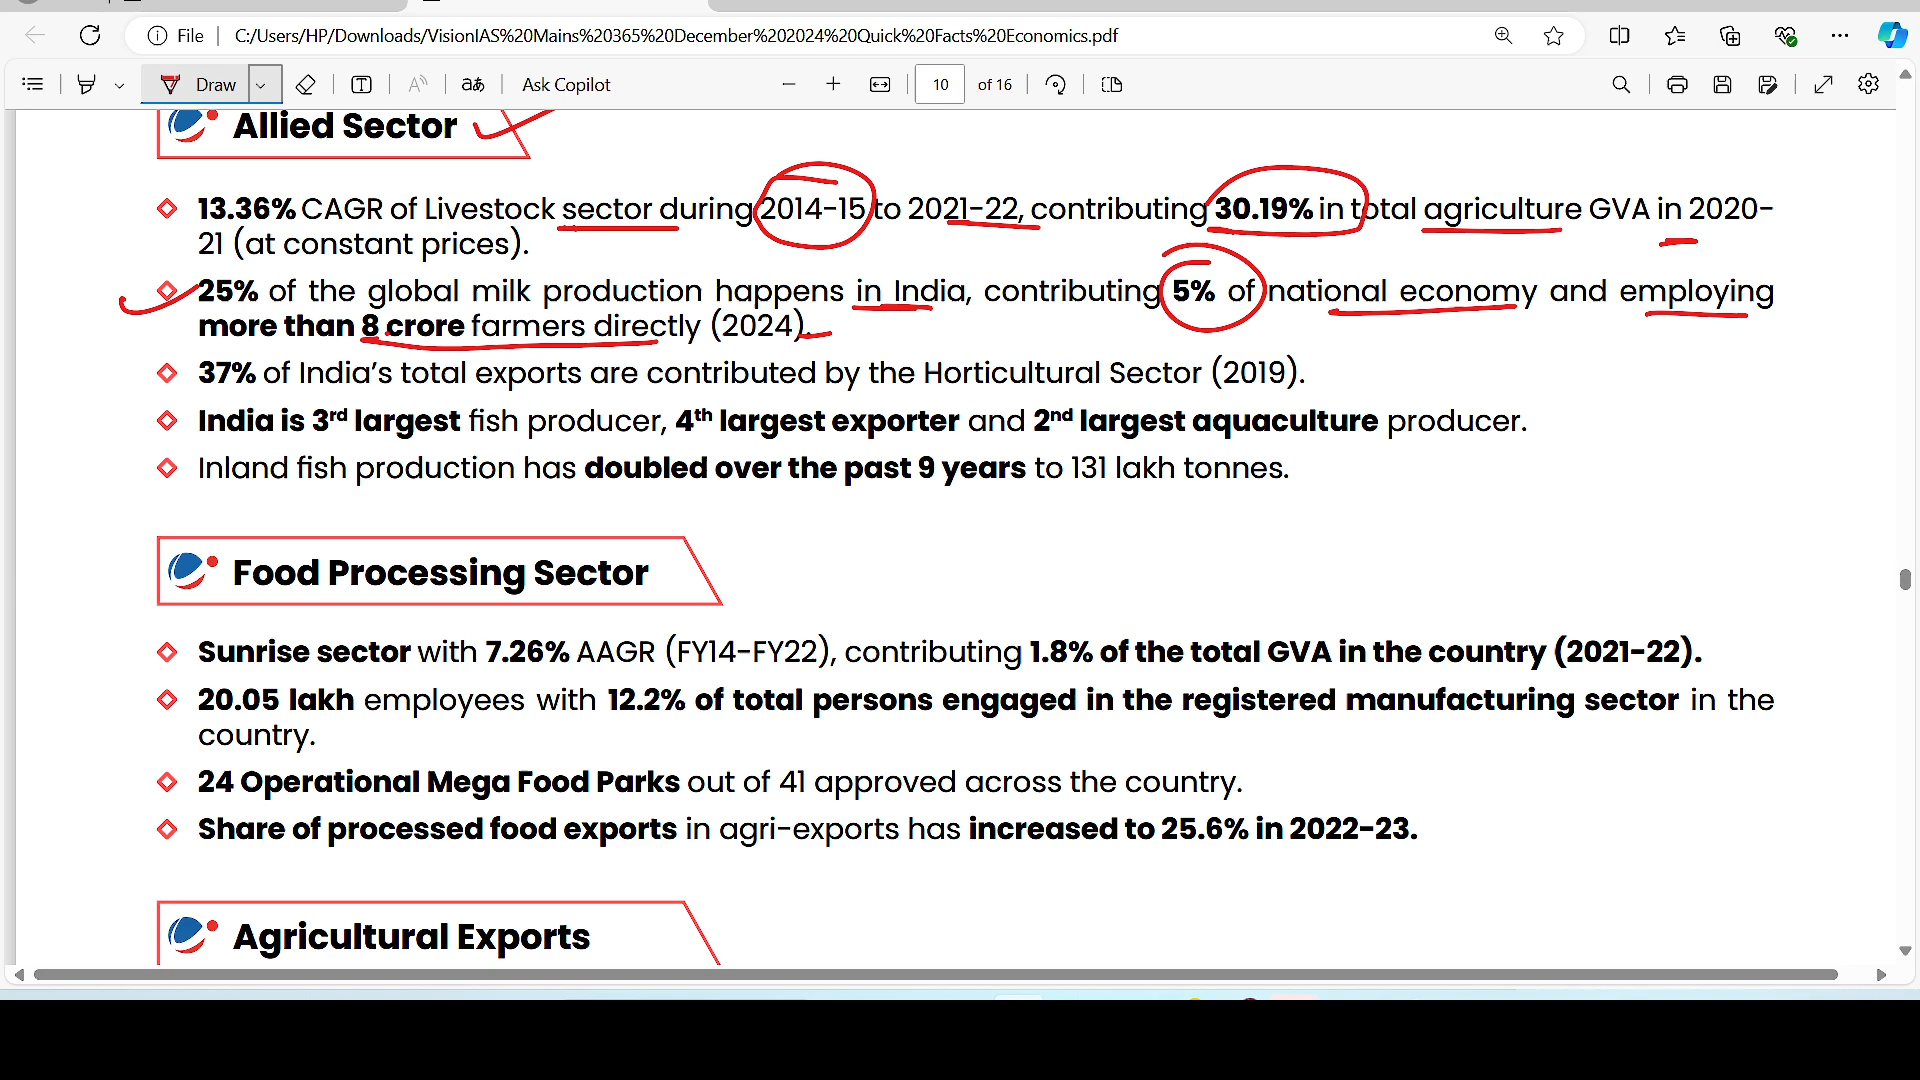 File
C:/Users/HP/Downloads/VisionIAS%20Mains%20365%20December%202024%20Quick%20Facts%20Economics.pdf
Draw
aあ
Ask Copilot
10 of 16
Allied Sector
13.36% CAGR of Livestock sector during 2014-15 to 2021-22, contributing 30.19% in total agriculture GVA in 2020-
21 (at constant prices).
25% of the global milk production happens in India, contributing 5% of national economy and employing
more than 8 crore farmers directly (2024).
37% of India's total exports are contributed by the Horticultural Sector (2019).
India is 3rd largest fish producer, 4th largest exporter and 2nd largest aquaculture producer.
Inland fish production has doubled over the past 9 years to 131 lakh tonnes.
Food Processing Sector
Sunrise sector with 7.26% AAGR (FY14-FY22), contributing 1.8% of the total GVA in the country (2021-22).
20.05 lakh employees with 12.2% of total persons engaged in the registered manufacturing sector in the
country.
24 Operational Mega Food Parks out of 41 approved across the country.
Share of processed food exports in agri-exports has increased to 25.6% in 2022-23.
Agricultural Exports